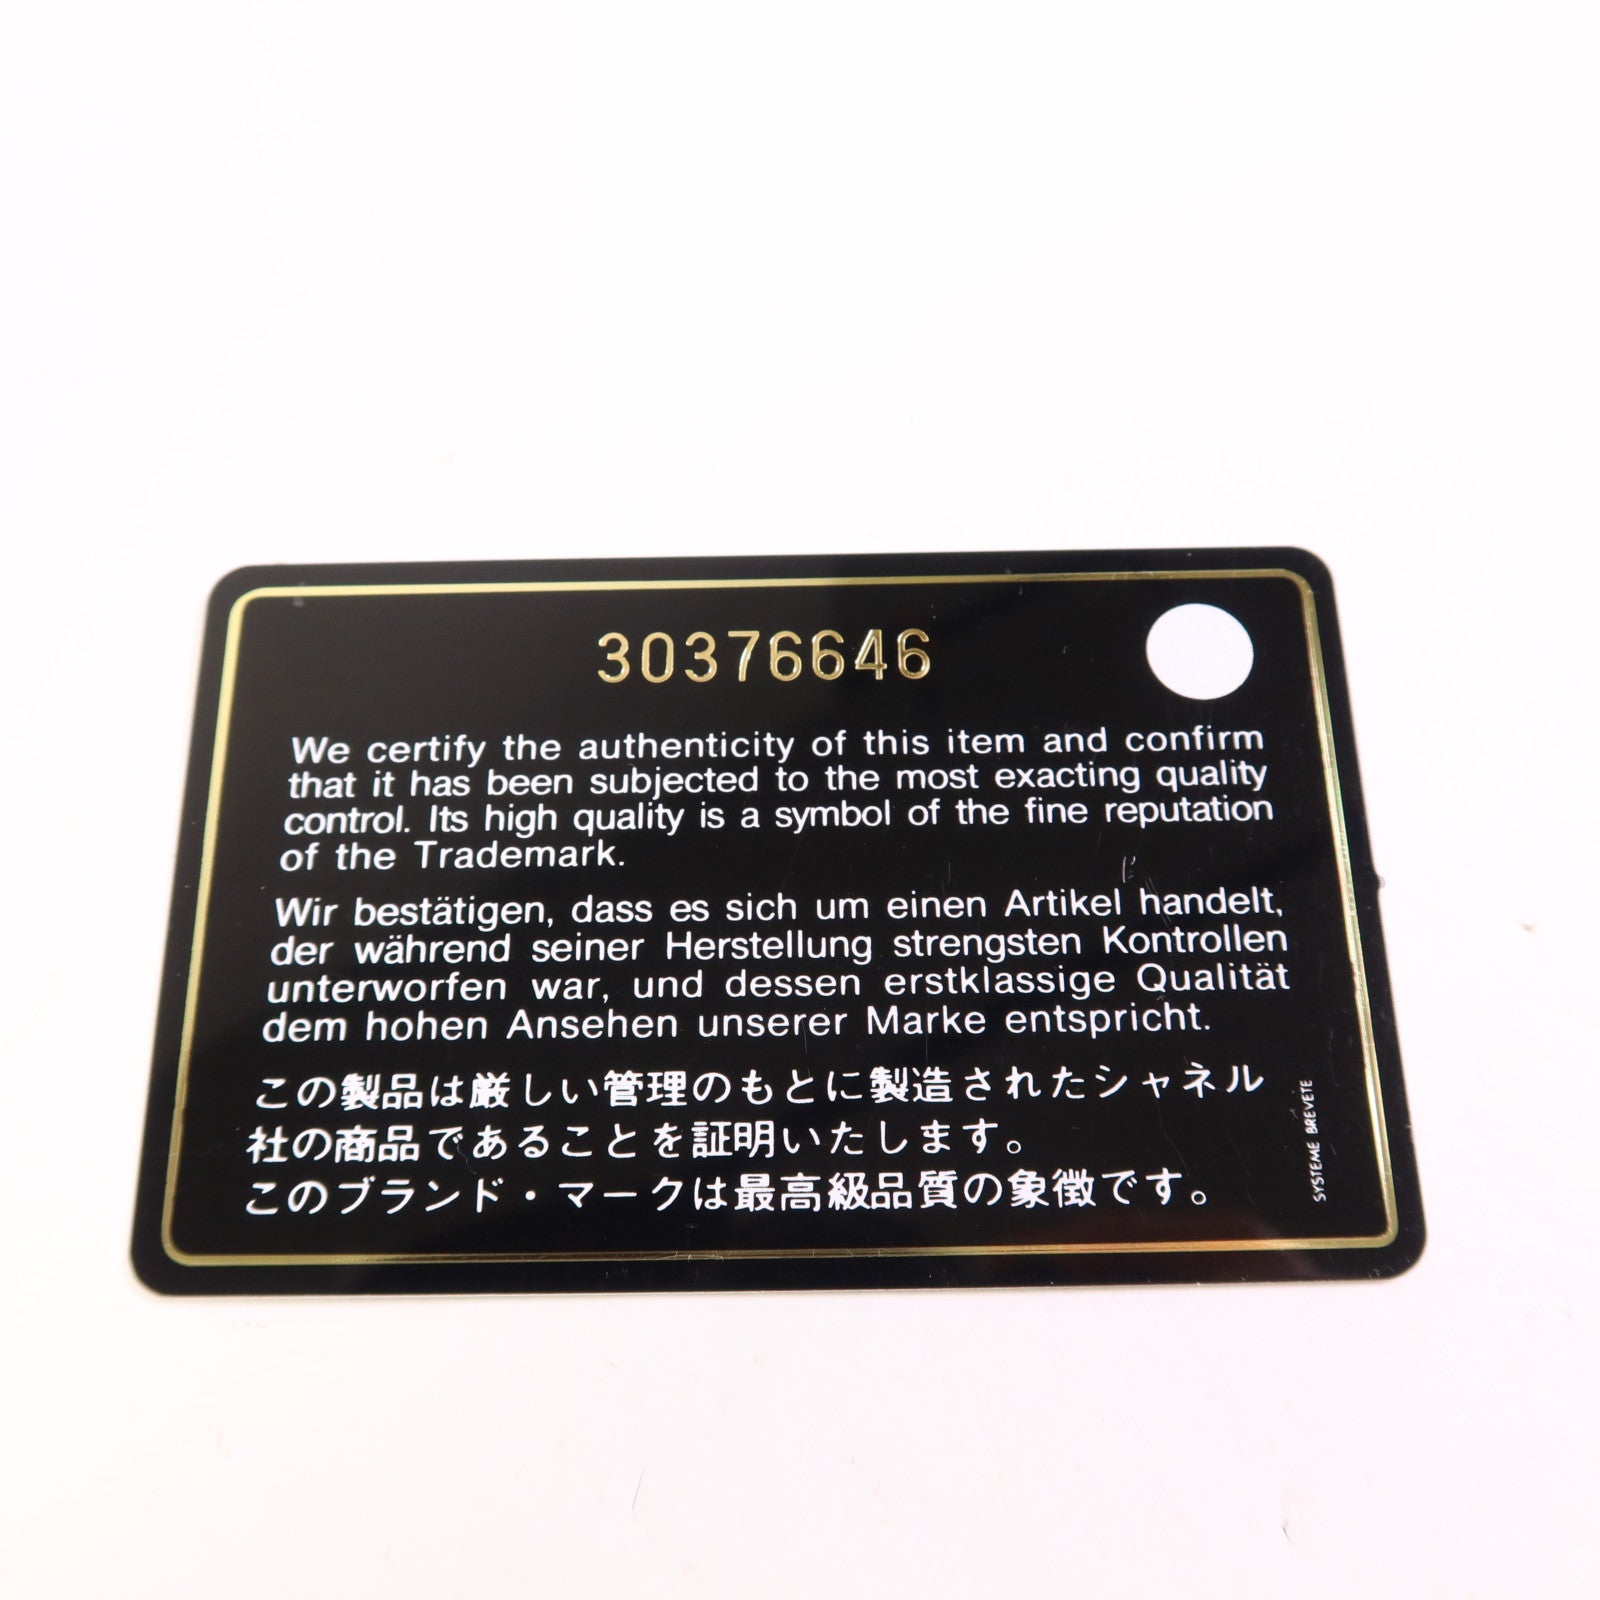 30376646
We certify the authenticity of this item and confirm
that it has been subjected to the most exacting quality
control. Its high quality is a symbol of the fine reputation
of the Trademark.
Wir bestätigen, dass es sich um einen Artikel handelt,
der während seiner Herstellung strengsten Kontrollen
unterworfen war, und dessen erstklassige Qualität
dem hohen Ansehen unserer Marke entspricht.
この製品は厳しい管理のもとに製造されたシャネル
社の商品であることを証明いたします。
このブランド・マークは最高級品質の象徴です。
SYSTEME BREVETE